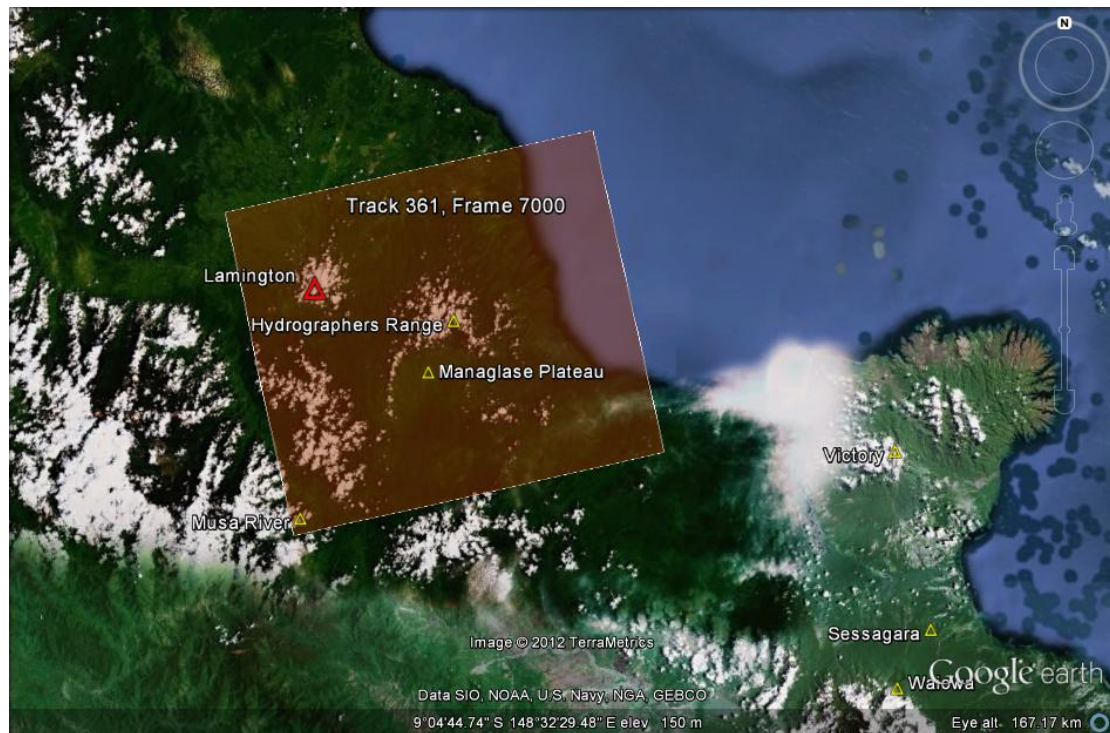 N
Track 361, Frame 7000
Lamington
Hydrographers Range
Managlase Plateau
Victory
Musa River
Sessagara
Image © 2012 TerraMetrics
Google earth
Waiowa
Data SIO, NOAA, U.S. Navy, NGA, GEBCO
9°04'44.74" S 148°32'29.48" E elev 150 m
Eye alt 167.17 km